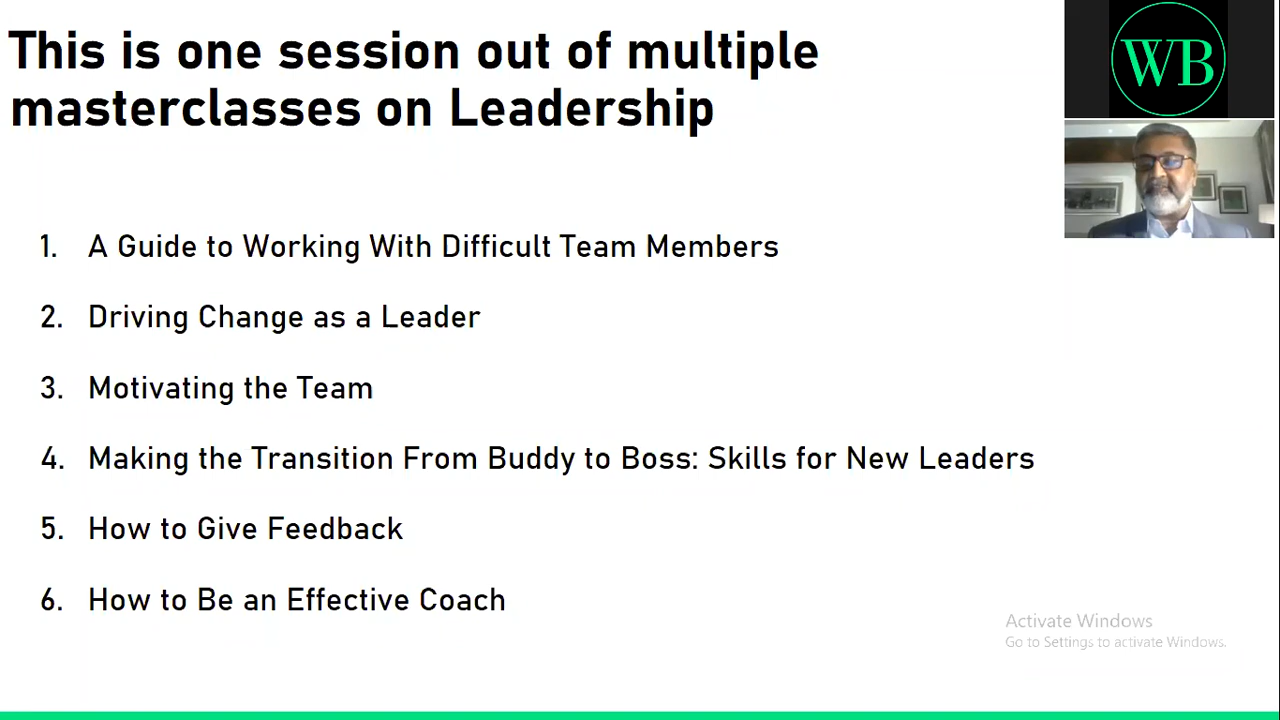 This is one session out of multiple
masterclasses on Leadership
WB
1. A Guide to Working With Difficult Team Members
2. Driving Change as a Leader
3. Motivating the Team
4. Making the Transition From Buddy to Boss: Skills for New Leaders
5. How to Give Feedback
6. How to Be an Effective Coach
Activate Windows
Go to Settings to activate Windows.